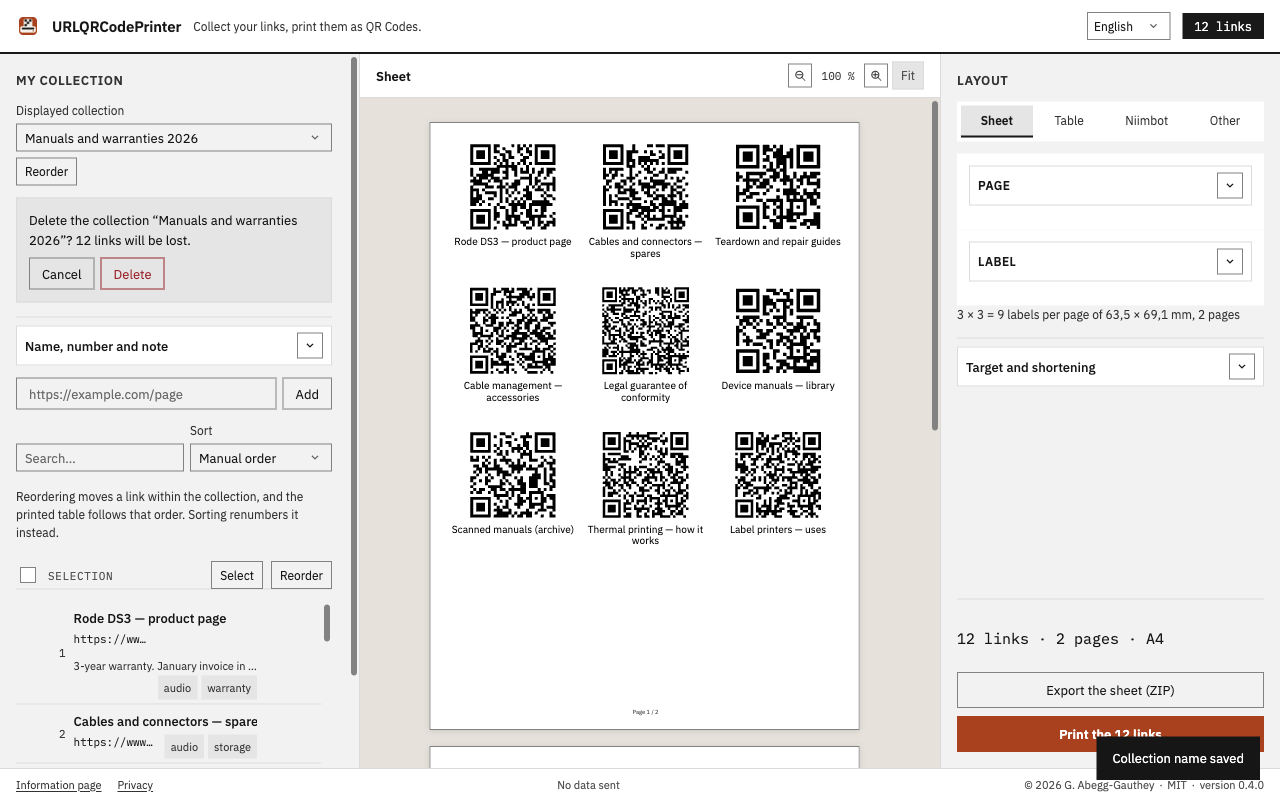 URLQRCodePrinter
Collect your links, print them as QR Codes.
English
12 links
MY COLLECTION
Displayed collection
Manuals and warranties 2026
Reorder
Delete the collection “Manuals and warranties
2026”? 12 links will be lost.
Cancel
Delete
Name, number and note
https://example.com/page
Add
Sort
Search...
Manual order
Reordering moves a link within the collection, and the
printed table follows that order. Sorting renumbers it
instead.
SELECTION
Select
Reorder
1
Rode DS3 — product page
https://ww…
3-year warranty. January invoice in …
audio
warranty
2
Cables and connectors — spare
https://www…
audio
storage
Sheet
100 %
Fit
Rode DS3 — product page
Cables and connectors —
spares
Teardown and repair guides
Cable management —
accessories
Legal guarantee of
conformity
Device manuals — library
Scanned manuals (archive)
Thermal printing — how it
works
Label printers — uses
Page 1 / 2
LAYOUT
Sheet
Table
Niimbot
Other
PAGE
LABEL
3 × 3 = 9 labels per page of 63,5 × 69,1 mm, 2 pages
Target and shortening
12 links · 2 pages · A4
Export the sheet (ZIP)
Print the 12 links
Collection name saved
Information page
Privacy
No data sent
© 2026 G. Abegg-Gauthey · MIT · version 0.4.0